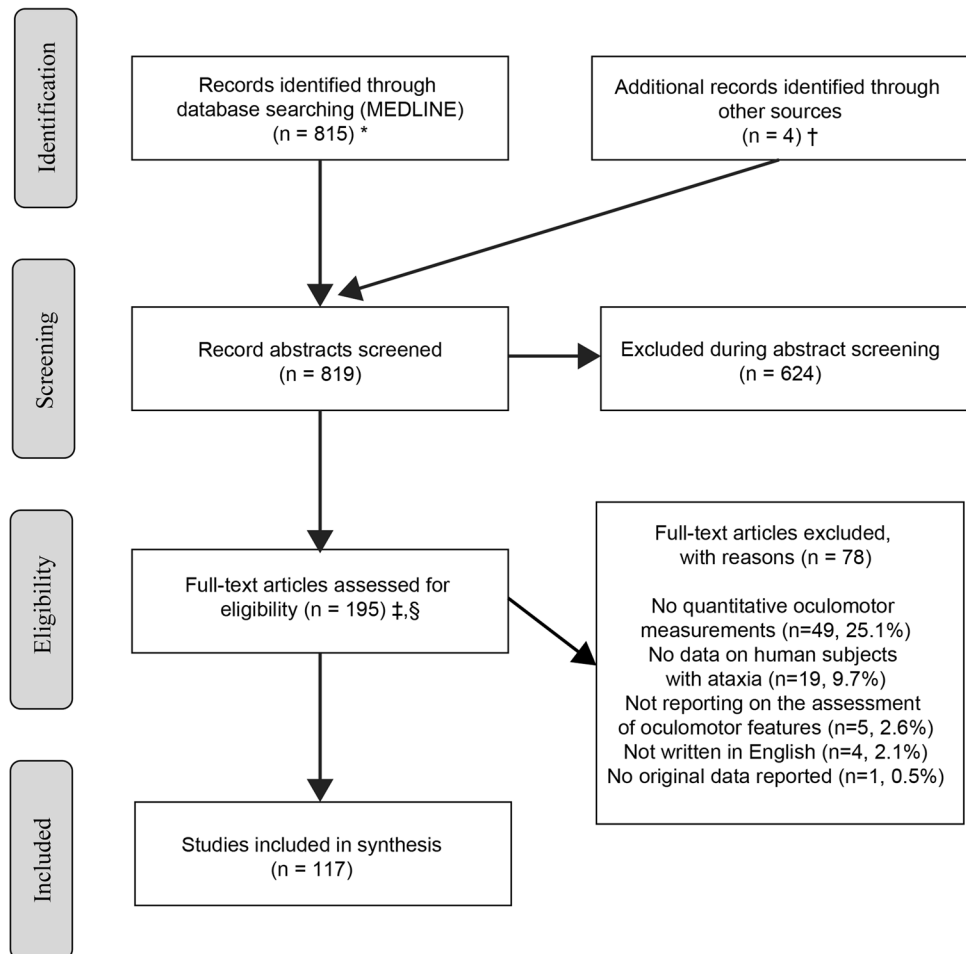 Identification
Records identified through
database searching (MEDLINE)
(n = 815) *
Additional records identified through
other sources
(n = 4) †
Screening
Record abstracts screened
(n = 819)
Excluded during abstract screening
(n = 624)
Eligibility
Full-text articles assessed for
eligibility (n = 195) ‡,§
Full-text articles excluded,
with reasons (n = 78)
No quantitative oculomotor
measurements (n=49, 25.1%)
No data on human subjects
with ataxia (n=19, 9.7%)
Not reporting on the assessment
of oculomotor features (n=5, 2.6%)
Not written in English (n=4, 2.1%)
No original data reported (n=1, 0.5%)
Included
Studies included in synthesis
(n = 117)